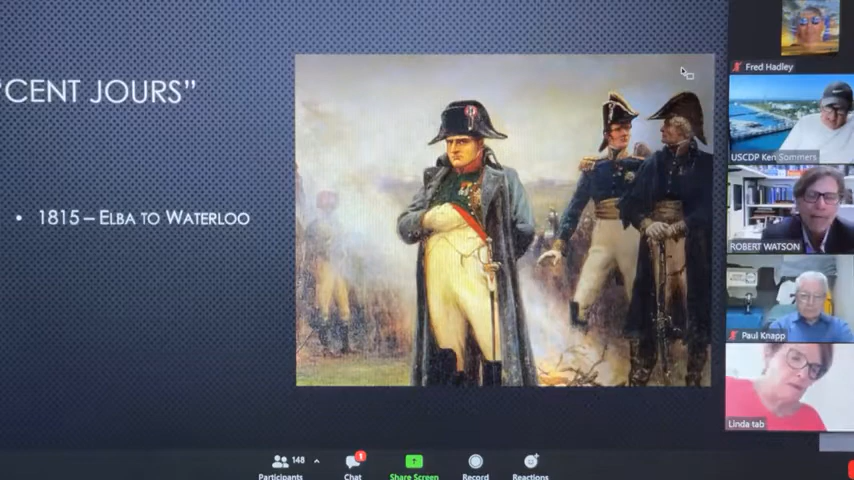 “CENT JOURS”
• 1815 – ELBA TO WATERLOO
Fred Hadley
USCDP Ken Sommers
ROBERT WATSON
Paul Knapp
Linda tab
148
1
Participants
Chat
Share Screen
Record
Reactions